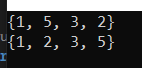 {1, 5, 3, 2}
{1, 2, 3, 5}